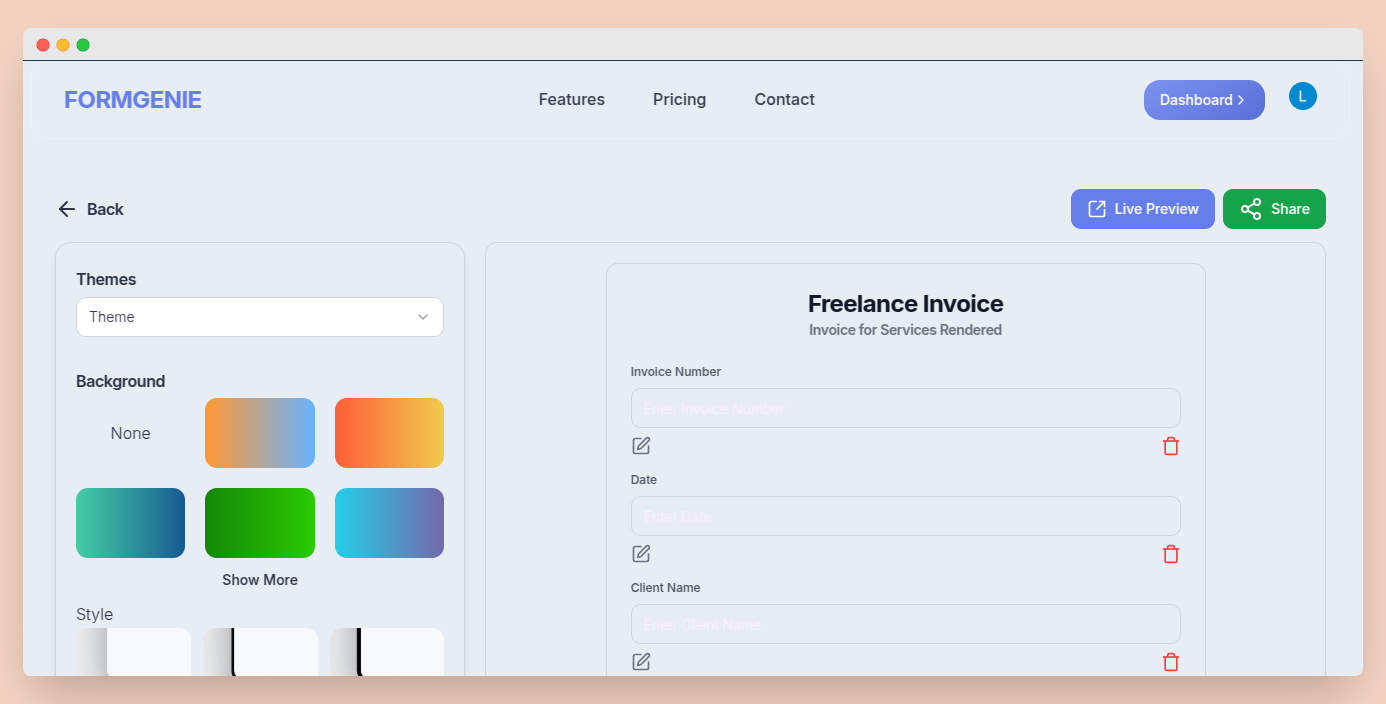 FORMGENIE
Features
Pricing
Contact
Dashboard
L
Back
Live Preview
Share
Themes
Theme
Background
None
Show More
Style
Freelance Invoice
Invoice for Services Rendered
Invoice Number
Enter Invoice Number
Date
Enter Date
Client Name
Enter Client Name